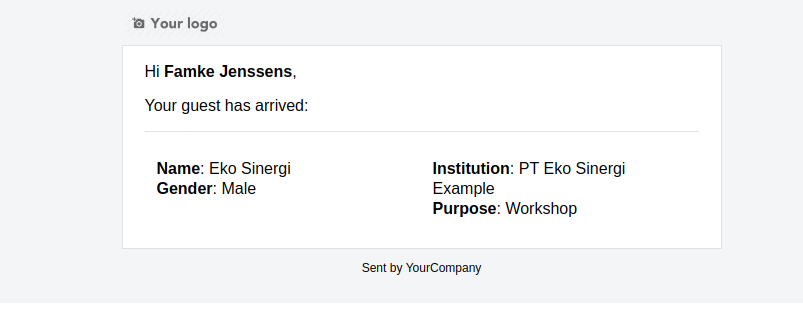 Your logo
Hi Famke Jenssens,
Your guest has arrived:
Name: Eko Sinergi
Gender: Male
Institution: PT Eko Sinergi
Example
Purpose: Workshop
Sent by YourCompany